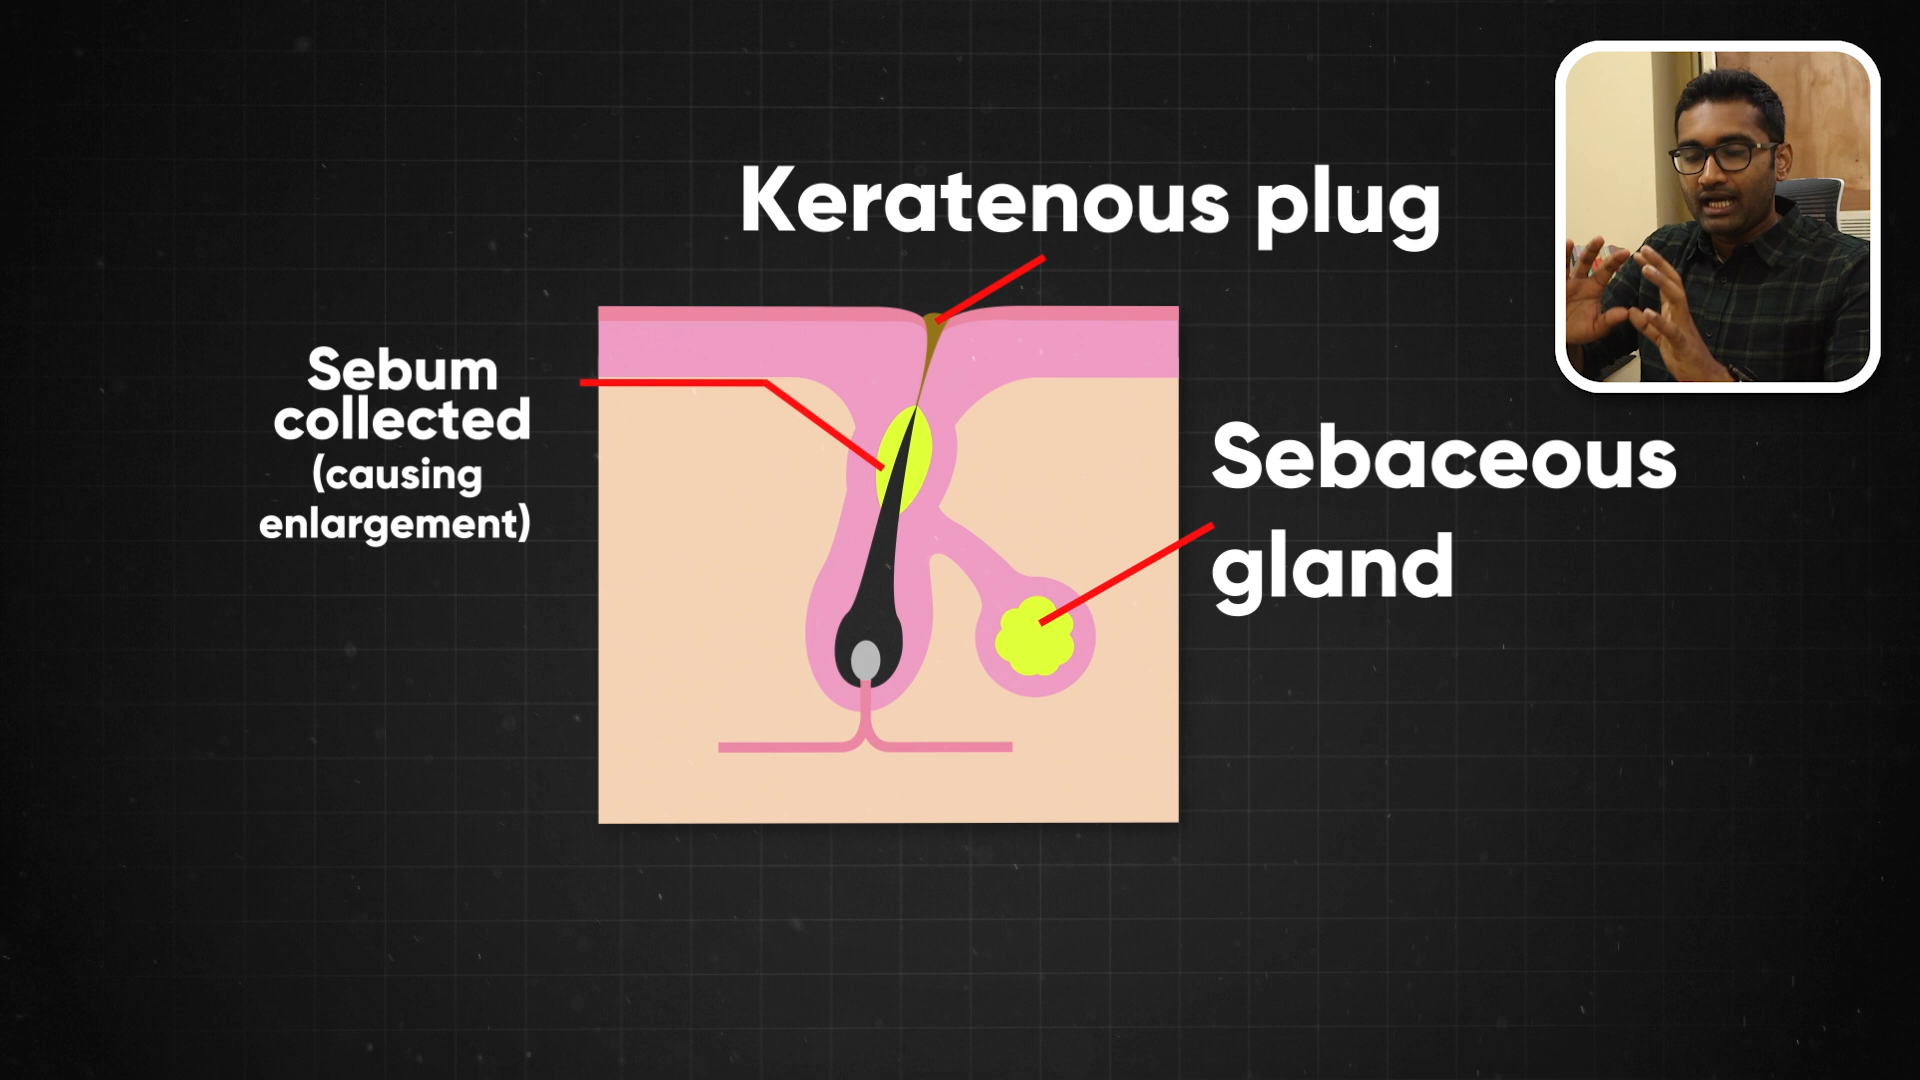 Keratenous plug
Sebum
collected
(causing
enlargement)
Sebaceous
gland